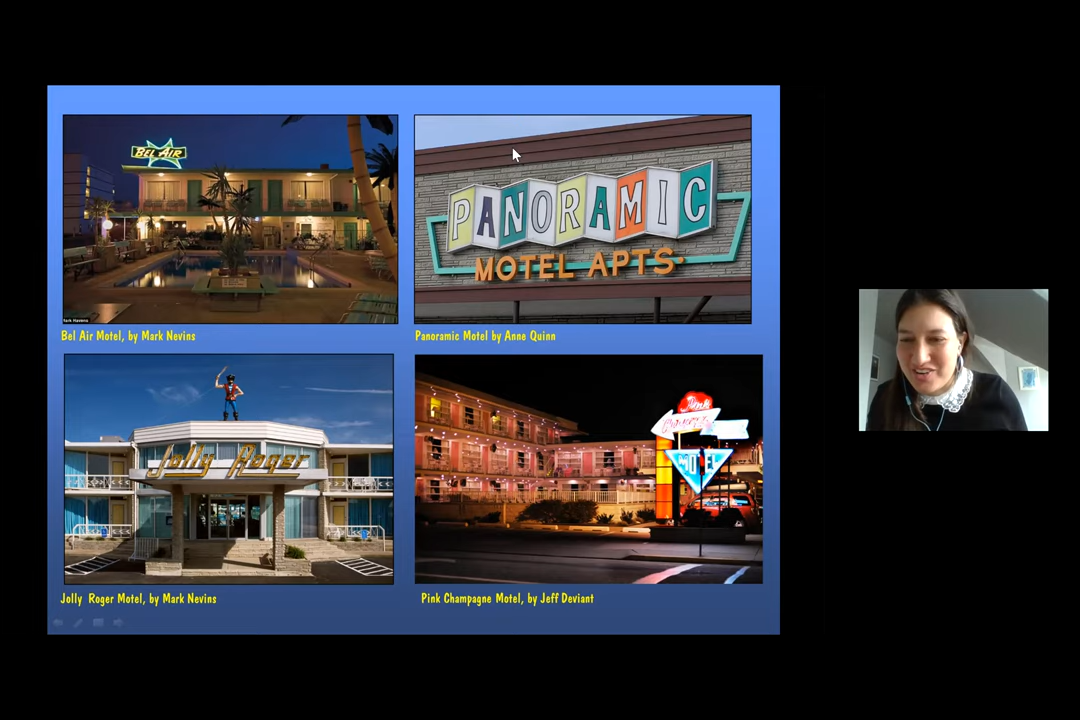 BEL AIR
PANORAMIC
MOTEL APTS.
Bel Air Motel, by Mark Nevins
Panoramic Motel by Anne Quinn
Jolly Roger
Pink
MOTEL
Jolly  Roger Motel, by Mark Nevins
Pink Champagne Motel, by Jeff Deviant